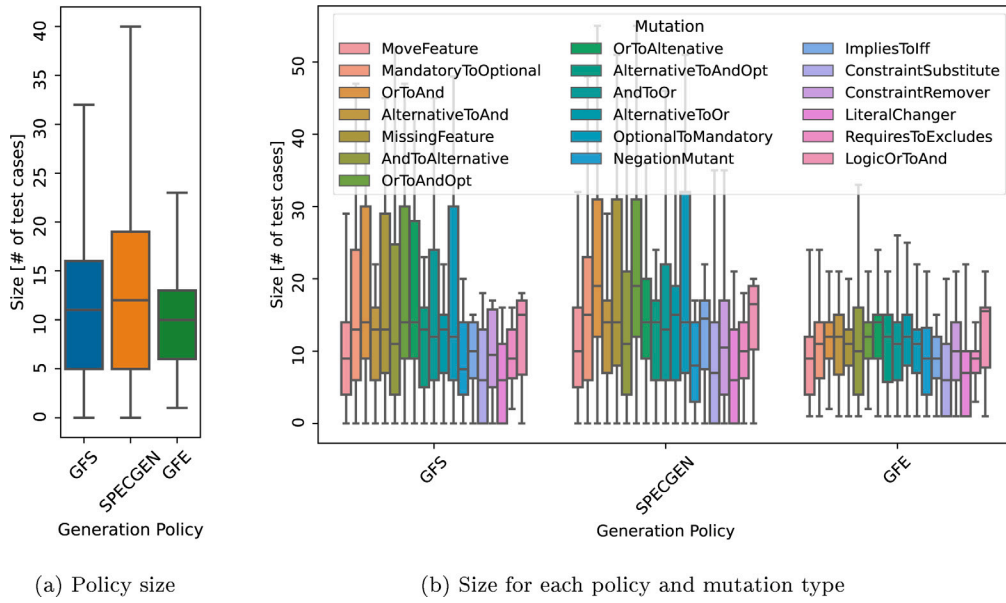 40
35
30
25
20
15
10
5
0
Size [# of test cases]
GFS
SPECGEN
GFE
Generation Policy
(a) Policy size
50
40
30
20
10
0
Size [# of test cases]
Mutation
MoveFeature
MandatoryToOptional
OrToAnd
AlternativeToAnd
MissingFeature
AndToAlternative
OrToAndOpt
OrToAltenative
AlternativeToAndOpt
AndToOr
AlternativeToOr
OptionalToMandatory
NegationMutant
ImpliesToIff
ConstraintSubstitute
ConstraintRemover
LiteralChanger
RequiresToExcludes
LogicOrToAnd
GFS
SPECGEN
GFE
Generation Policy
(b) Size for each policy and mutation type